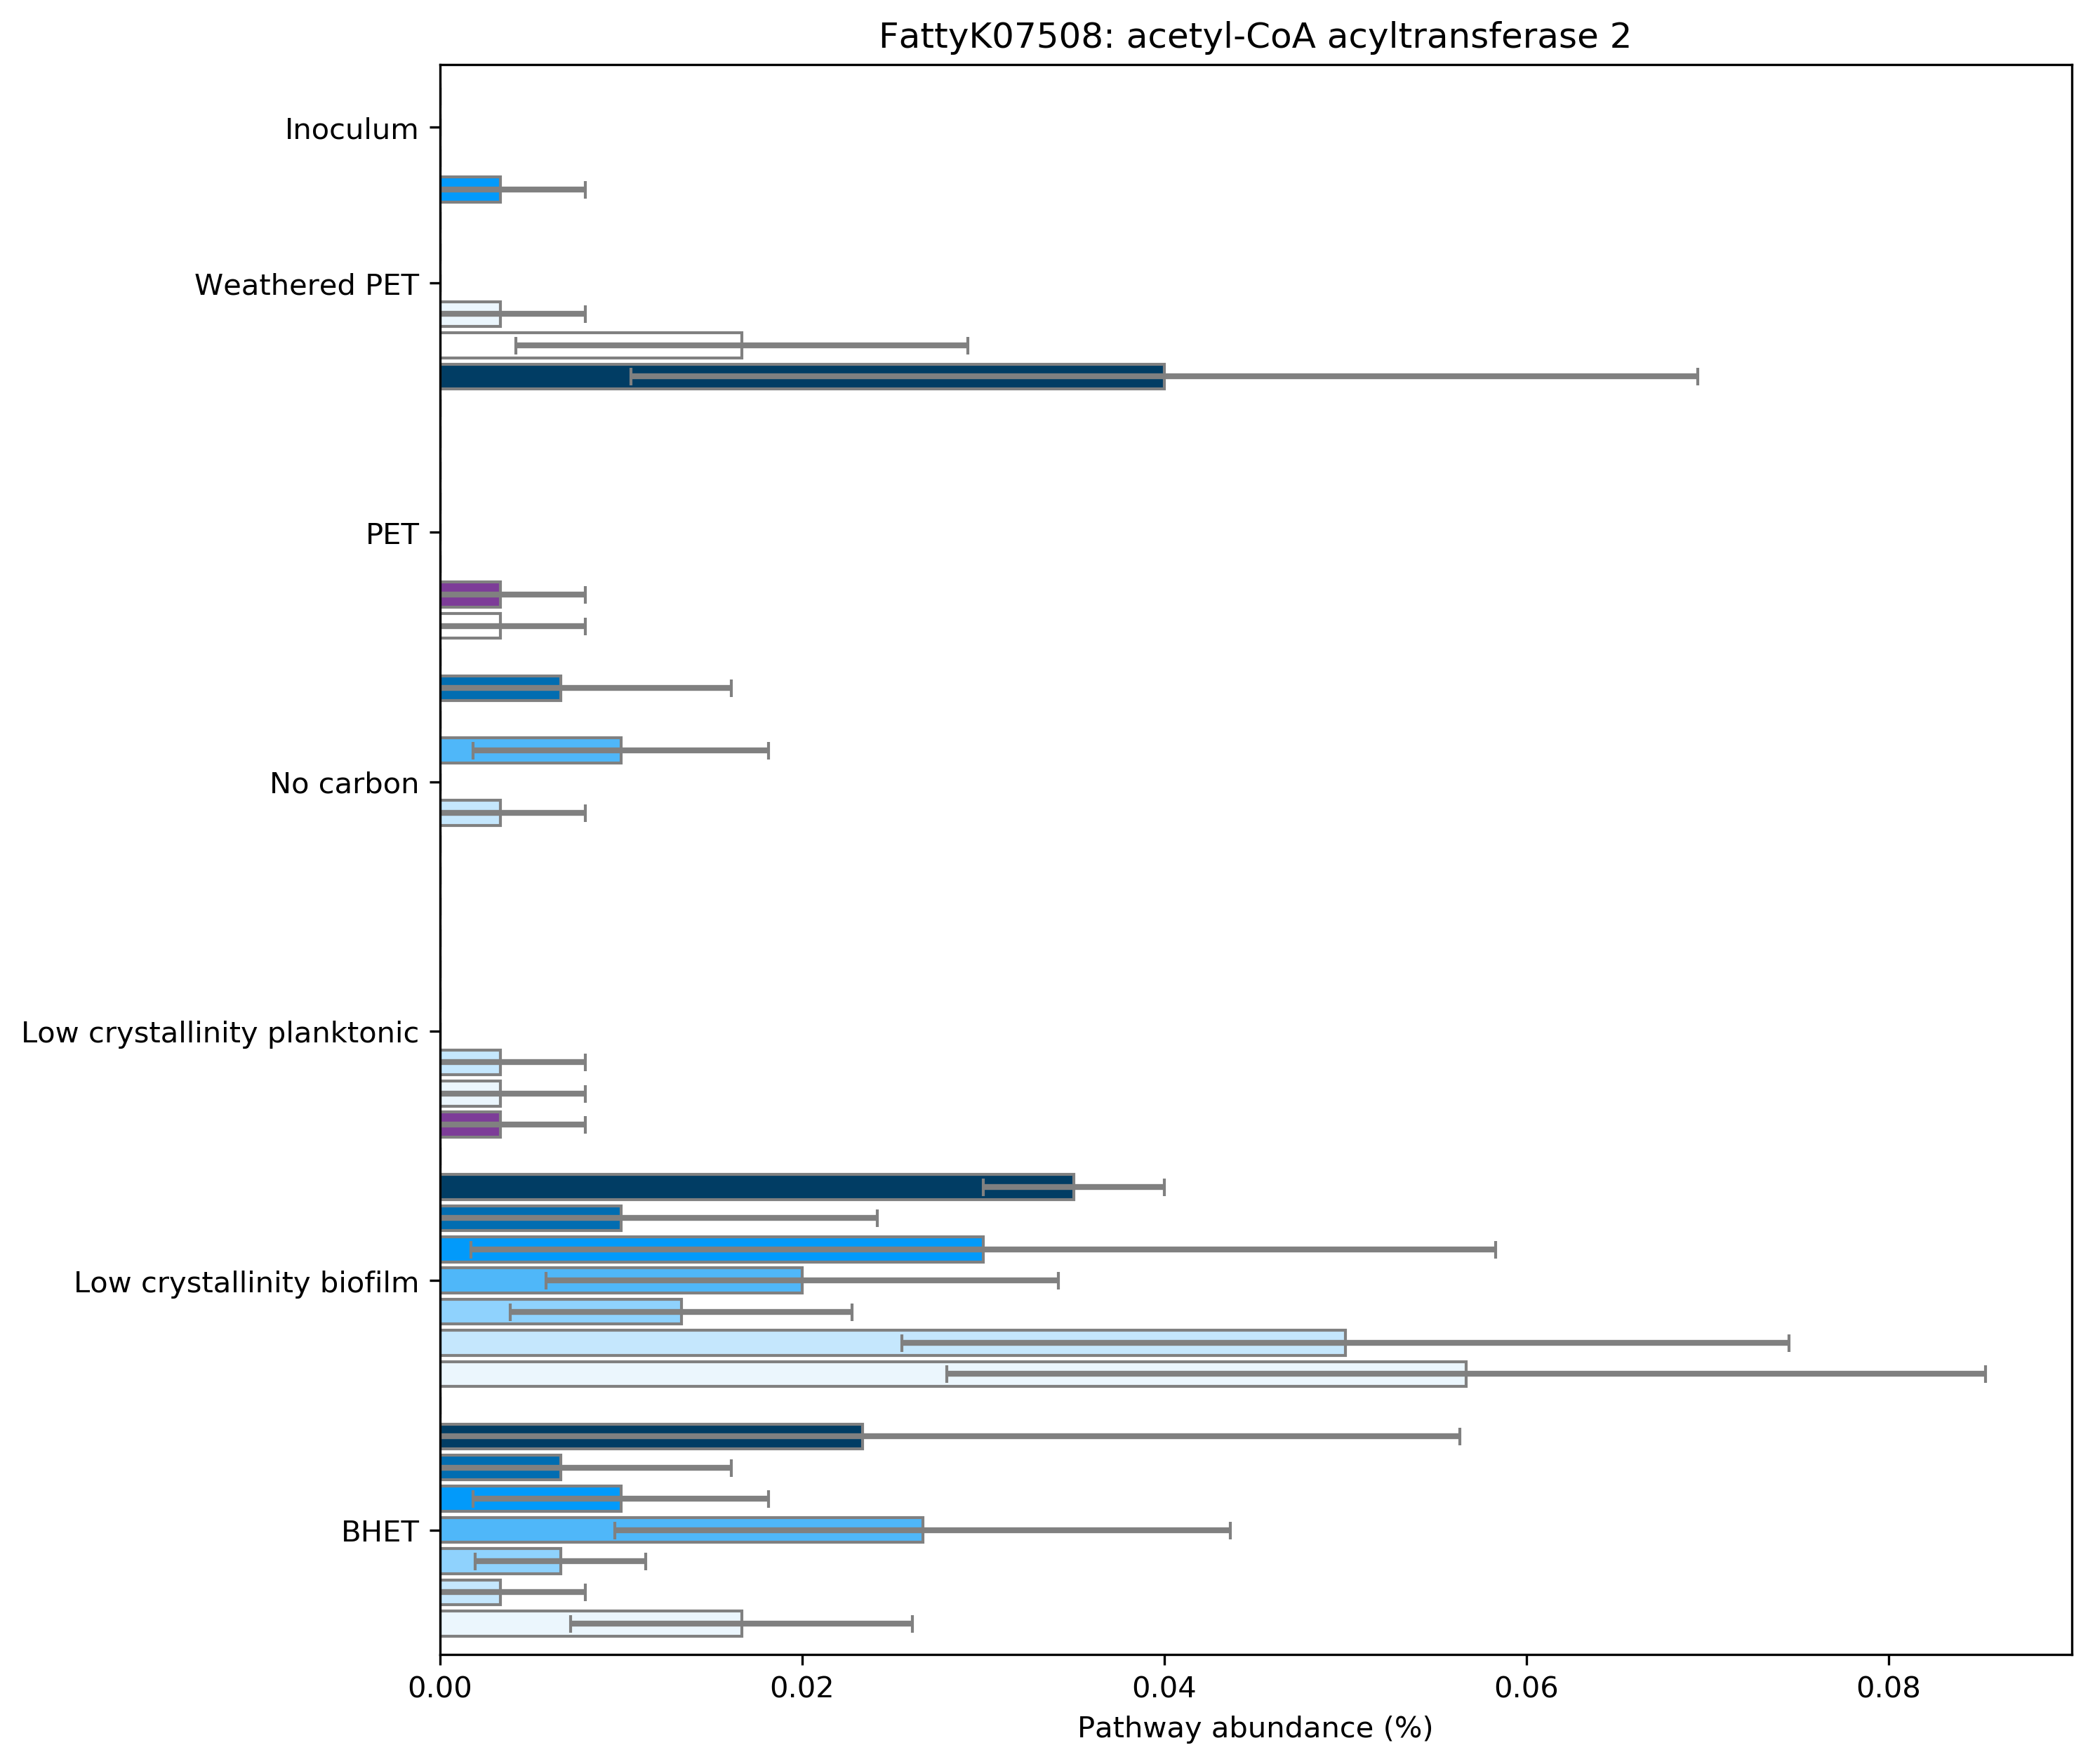 FattyK07508: acetyl-CoA acyltransferase 2
Inoculum
Weathered PET
PET
No carbon
Low crystallinity planktonic
Low crystallinity biofilm
BHET
0.00 0.02 0.04 0.06 0.08
Pathway abundance (%)